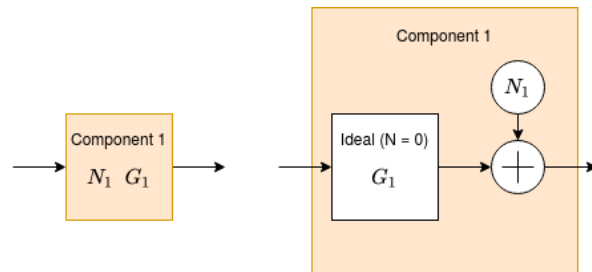 Component 1
N₁ G₁
Component 1
N₁
Ideal (N = 0)
G₁